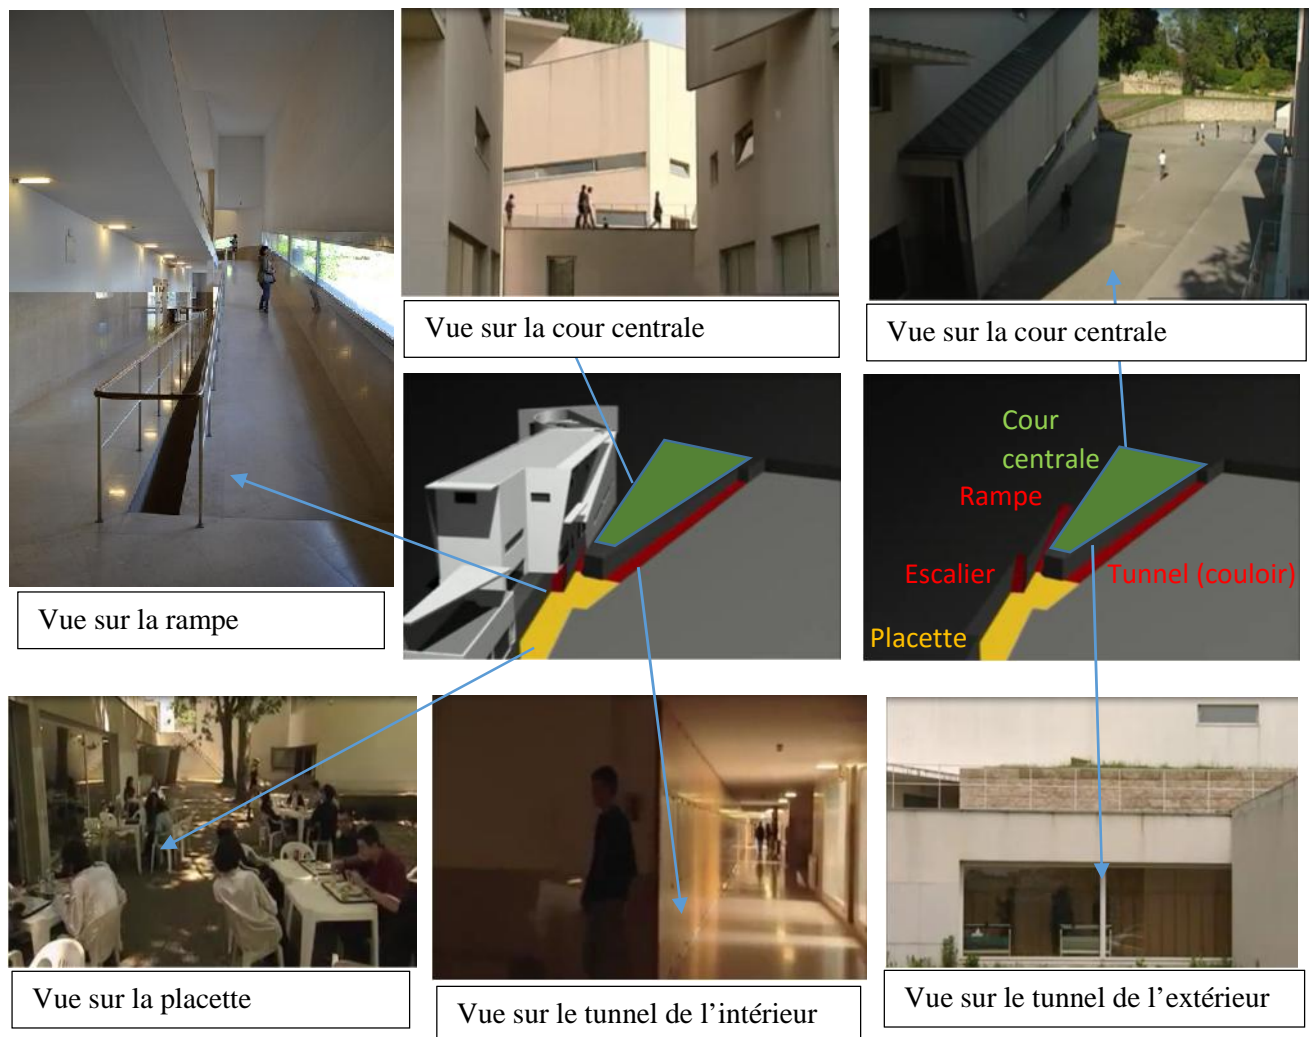 Vue sur la cour centrale
Vue sur la cour centrale
Cour
centrale
Rampe
Escalier
Tunnel (couloir)
Placette
Vue sur la rampe
Vue sur la placette
Vue sur le tunnel de l’intérieur
Vue sur le tunnel de l’extérieur